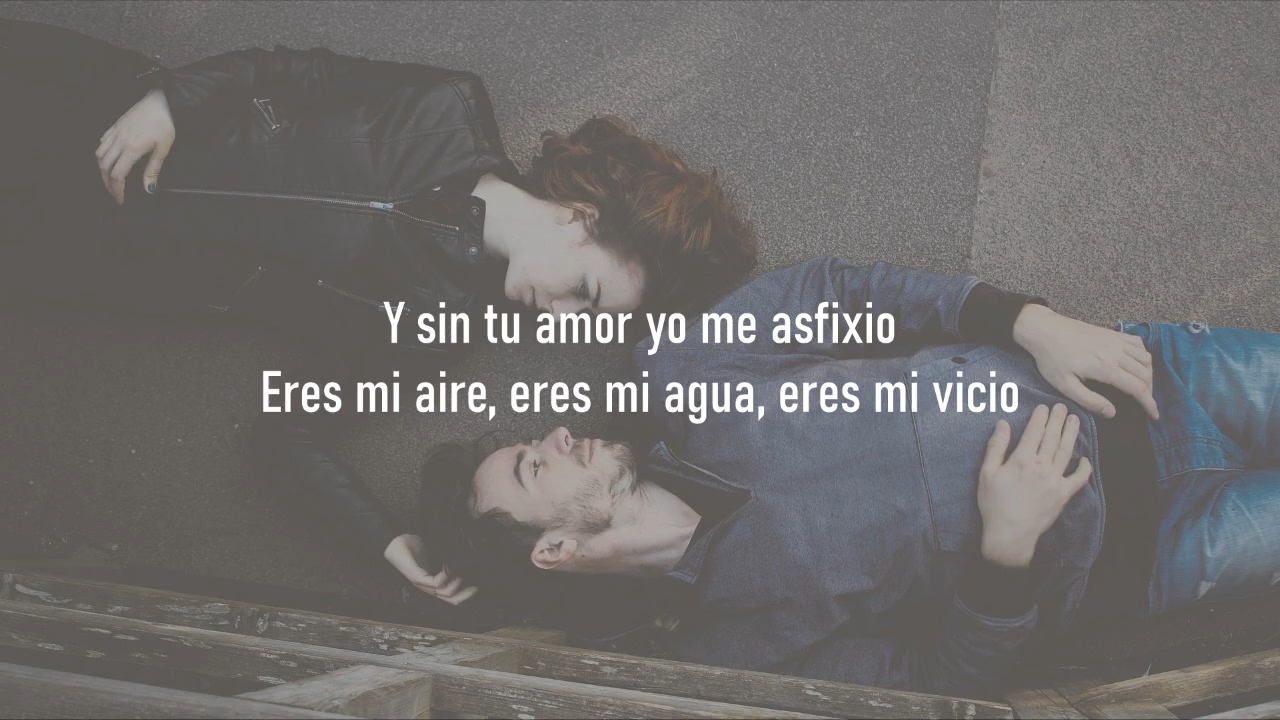 Y sin tu amor yo me asfixio
Eres mi aire, eres mi agua, eres mi vicio